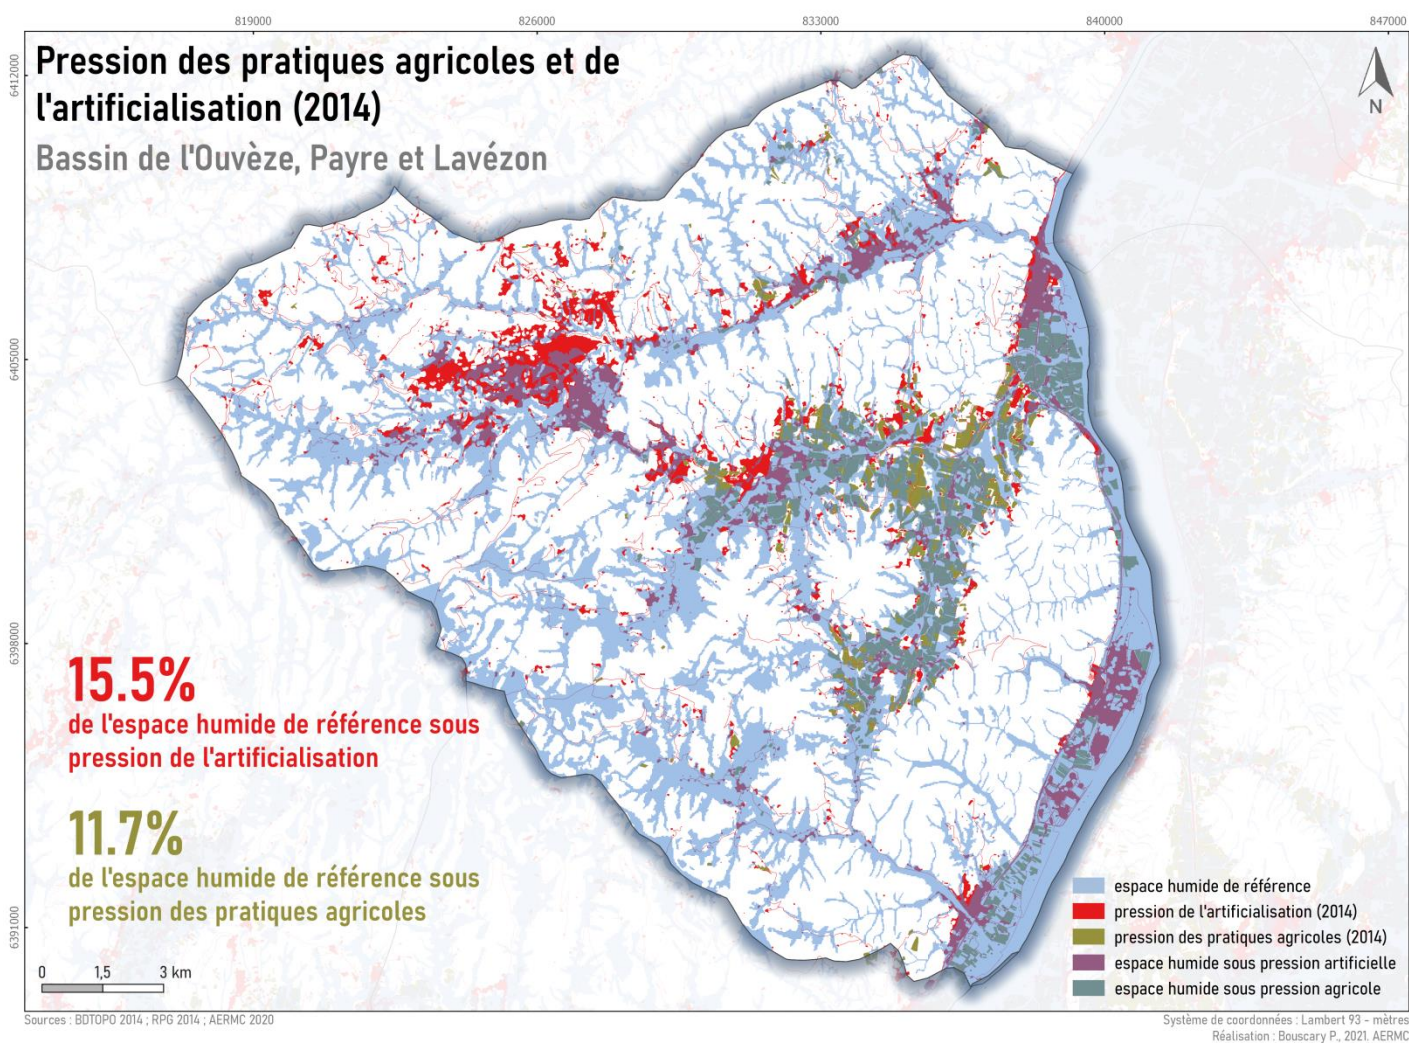 819000
826000
833000
840000
847000
6412000
6405000
6398000
6391000
Pression des pratiques agricoles et de
l'artificialisation (2014)
Bassin de l'Ouvèze, Payre et Lavézon
N
15.5%
de l'espace humide de référence sous
pression de l'artificialisation
11.7%
de l'espace humide de référence sous
pression des pratiques agricoles
0 1,5 3 km
espace humide de référence
pression de l'artificialisation (2014)
pression des pratiques agricoles (2014)
espace humide sous pression artificielle
espace humide sous pression agricole
Sources : BDTOPO 2014 ; RPG 2014 ; AERMC 2020
Système de coordonnées : Lambert 93 - mètres
Réalisation : Bouscary P., 2021. AERMC